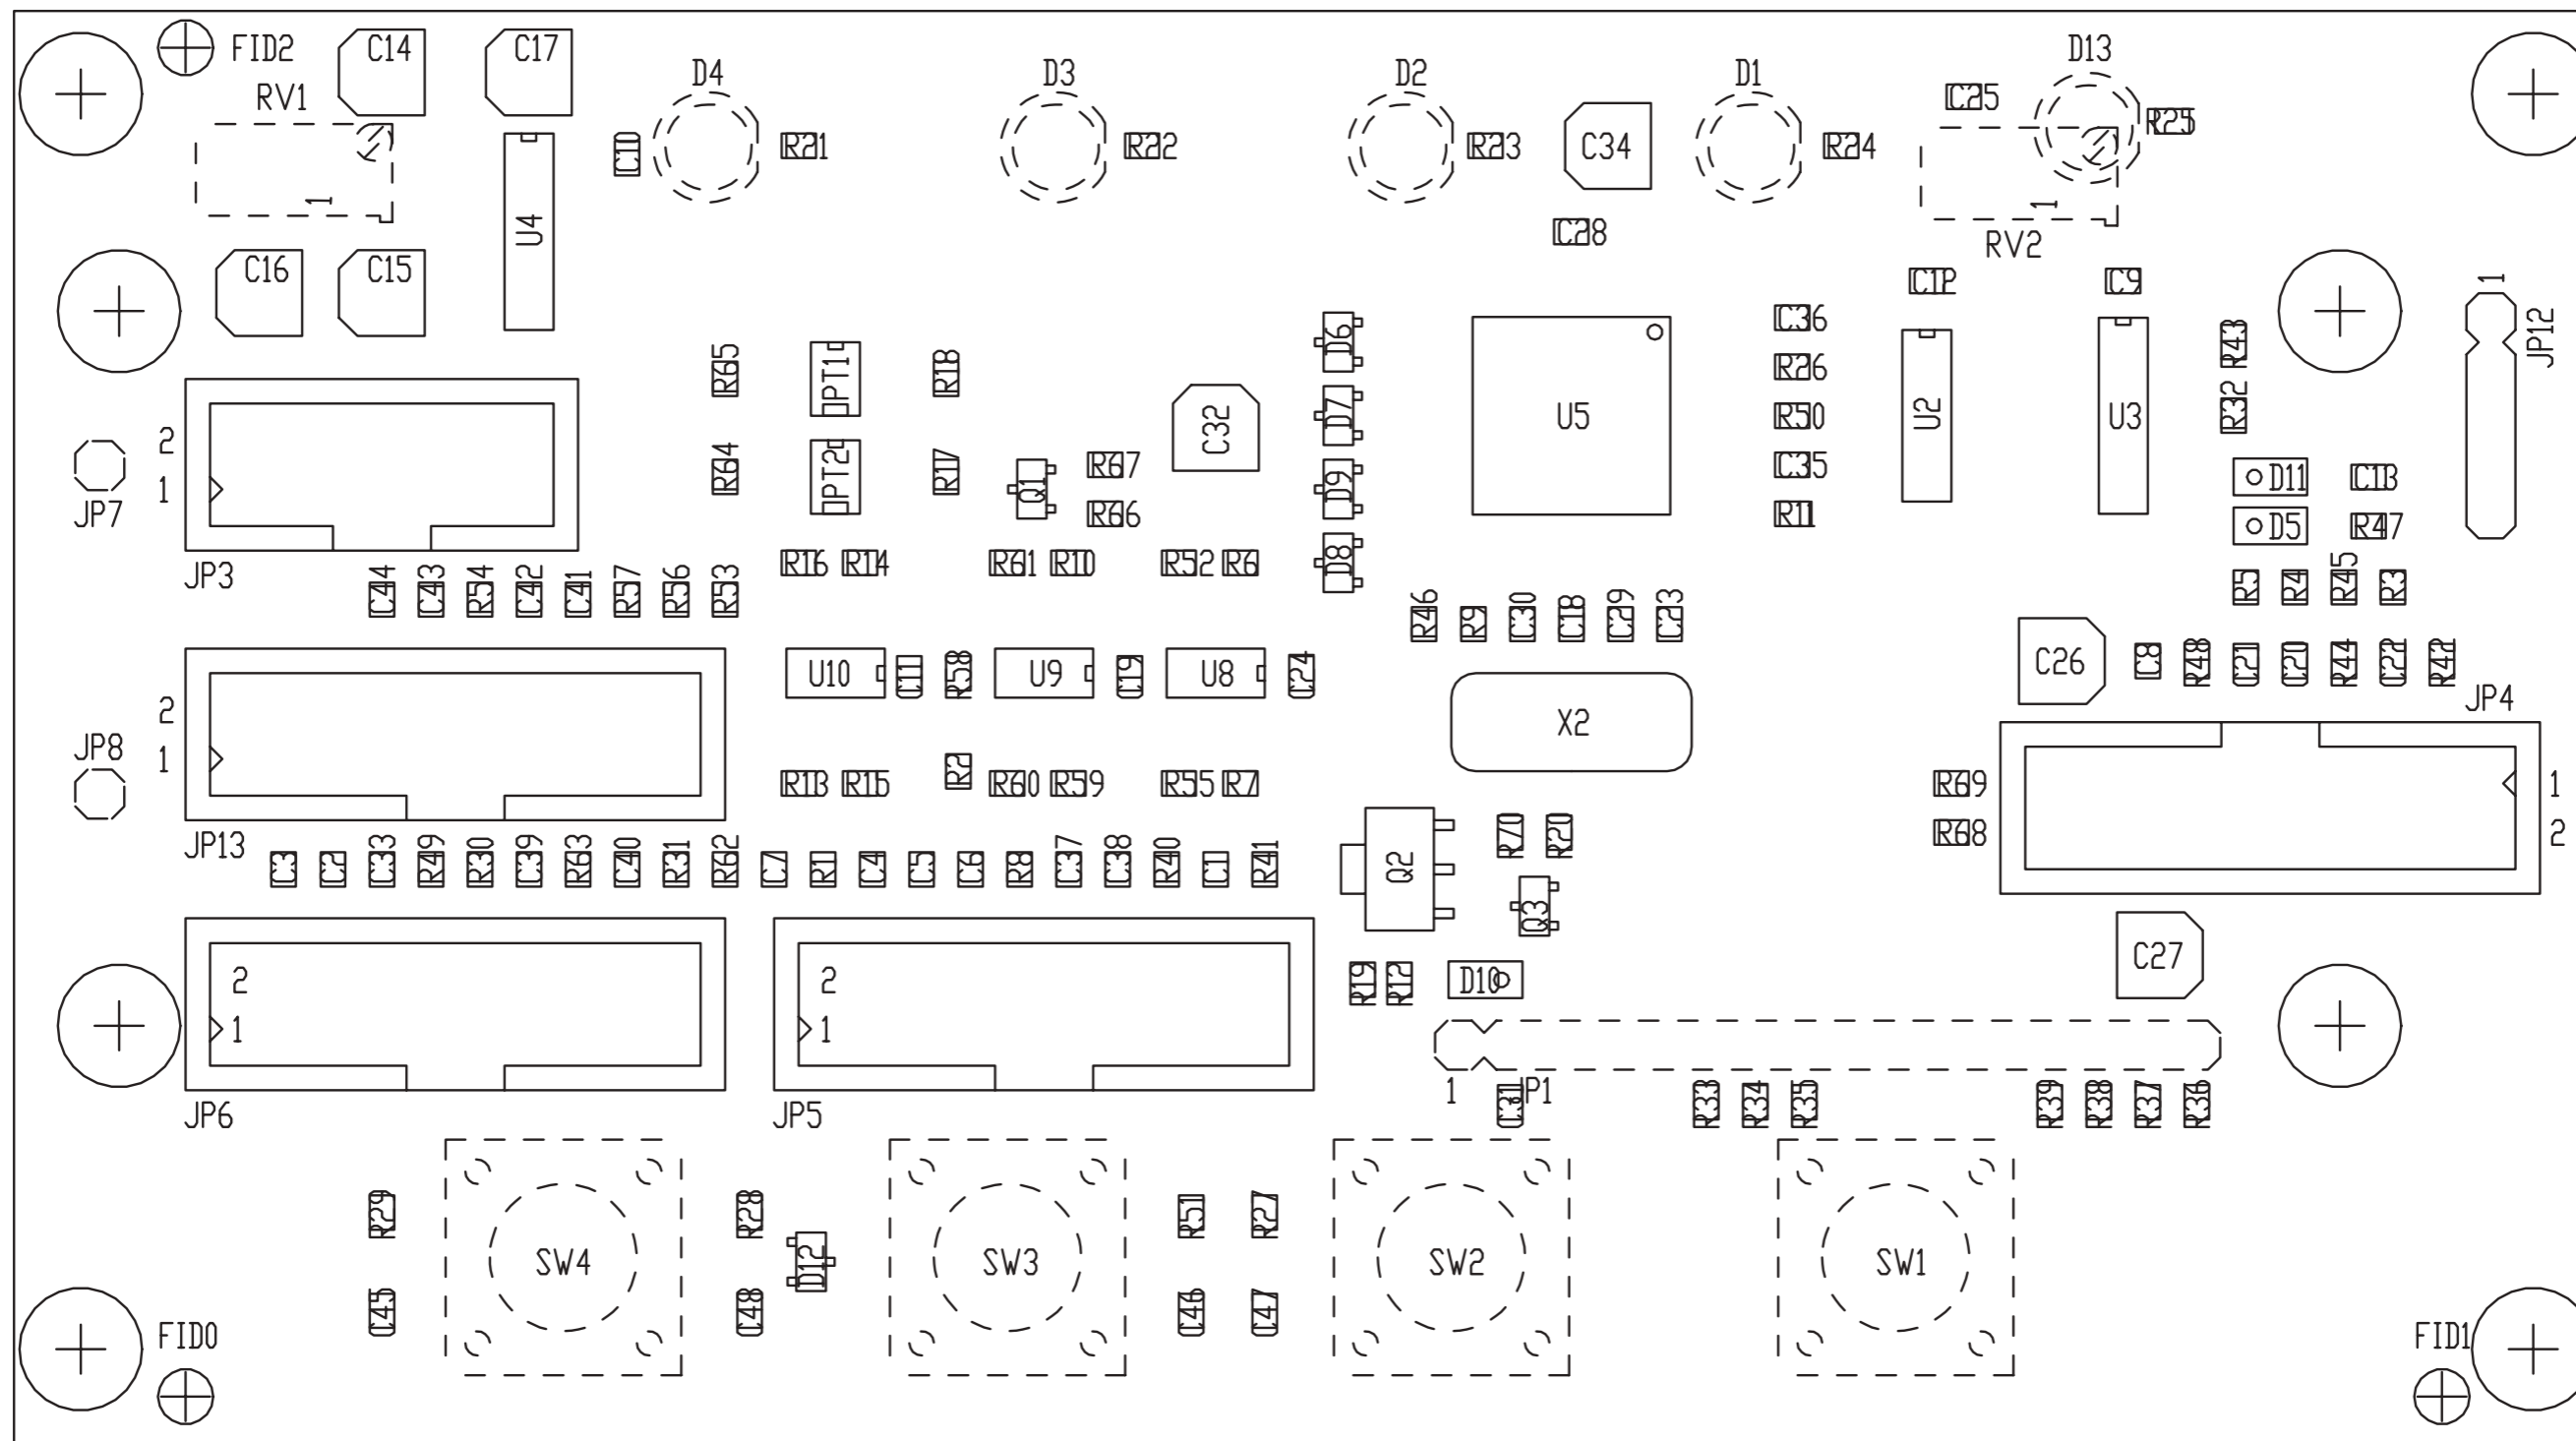 FID2 C14 C17 D4 D3 D2 D1 D13
RV1 C25
C10 R21 R22 R23 C34 R24 R25
1 U4 C28 1 RV2
C16 C15 C12 C9 1
R65 OPT1 R18 D6 C36 R43 JP12
R26
2 C32 D7 U5 R50 U2 U3 R32
1 R64 OPT2 R17 Q1 R67 D9 C35 D11 C13
JP7 R66 R11 D5 R47
JP3 R16 R14 R61 R10 R52 R6 D8
C44 C43 R54 C42 C41 R57 R56 R53 R5 R4 R45 R3
R46 R9 C30 C18 C29 C23
U10 C11 R58 U9 C19 U8 C24 C26 C8 R48 C21 C20 R44 C22 R42
2 JP4
JP8 1 X2
R13 R15 R2 R60 R59 R55 R7 R69 1
JP13 R70 R20 R68 2
C3 C2 C33 R49 R30 C39 R63 C40 R31 R62 C7 R1 C4 C5 C6 R8 C37 C38 R40 C1 R41 Q2
Q3
2 2 R19 R12 D10 C27
1 1
JP6 JP5 1 C31 JP1 R33 R34 R35 R39 R38 R37 R36
R29 R28 R51 R27
SW4 D12 SW3 SW2 SW1
C45 C48 C46 C47
FID0 FID1